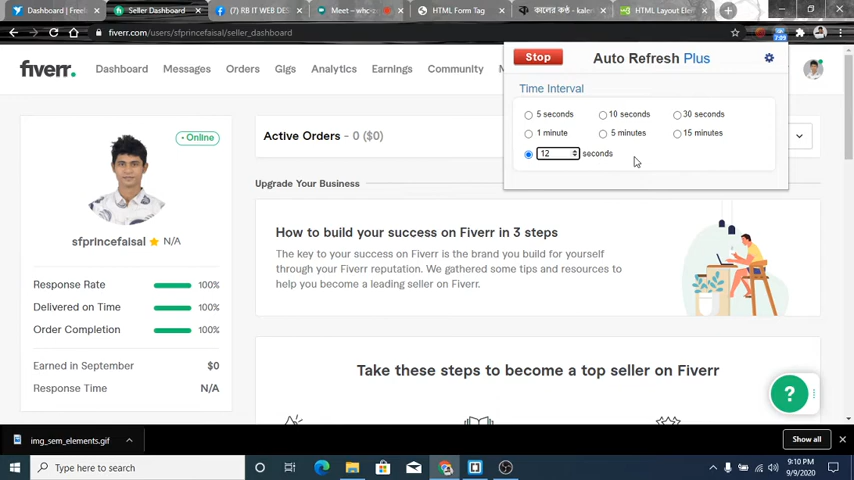 Dashboard | Freel
Seller Dashboard
(7) RB IT WEB DES
Meet – whc
HTML Form Tag
কালের কণ্ঠ - kaler
HTML Layout Ele
fiverr.com/users/sfprincefaisal/seller_dashboard
7:09
fiverr.
Dashboard
Messages
Orders
Gigs
Analytics
Earnings
Community
Stop
Auto Refresh Plus
Time Interval
5 seconds
10 seconds
30 seconds
1 minute
5 minutes
15 minutes
12 seconds
Online
sfprincefaisal N/A
Response Rate 100%
Delivered on Time 100%
Order Completion 100%
Earned in September $0
Response Time N/A
Active Orders - 0 ($0)
Upgrade Your Business
How to build your success on Fiverr in 3 steps
The key to your success on Fiverr is the brand you build for yourself
through your Fiverr reputation. We gathered some tips and resources to
help you become a leading seller on Fiverr.
Take these steps to become a top seller on Fiverr
?
img_sem_elements.gif
Show all
Type here to search
9:10 PM
9/9/2020